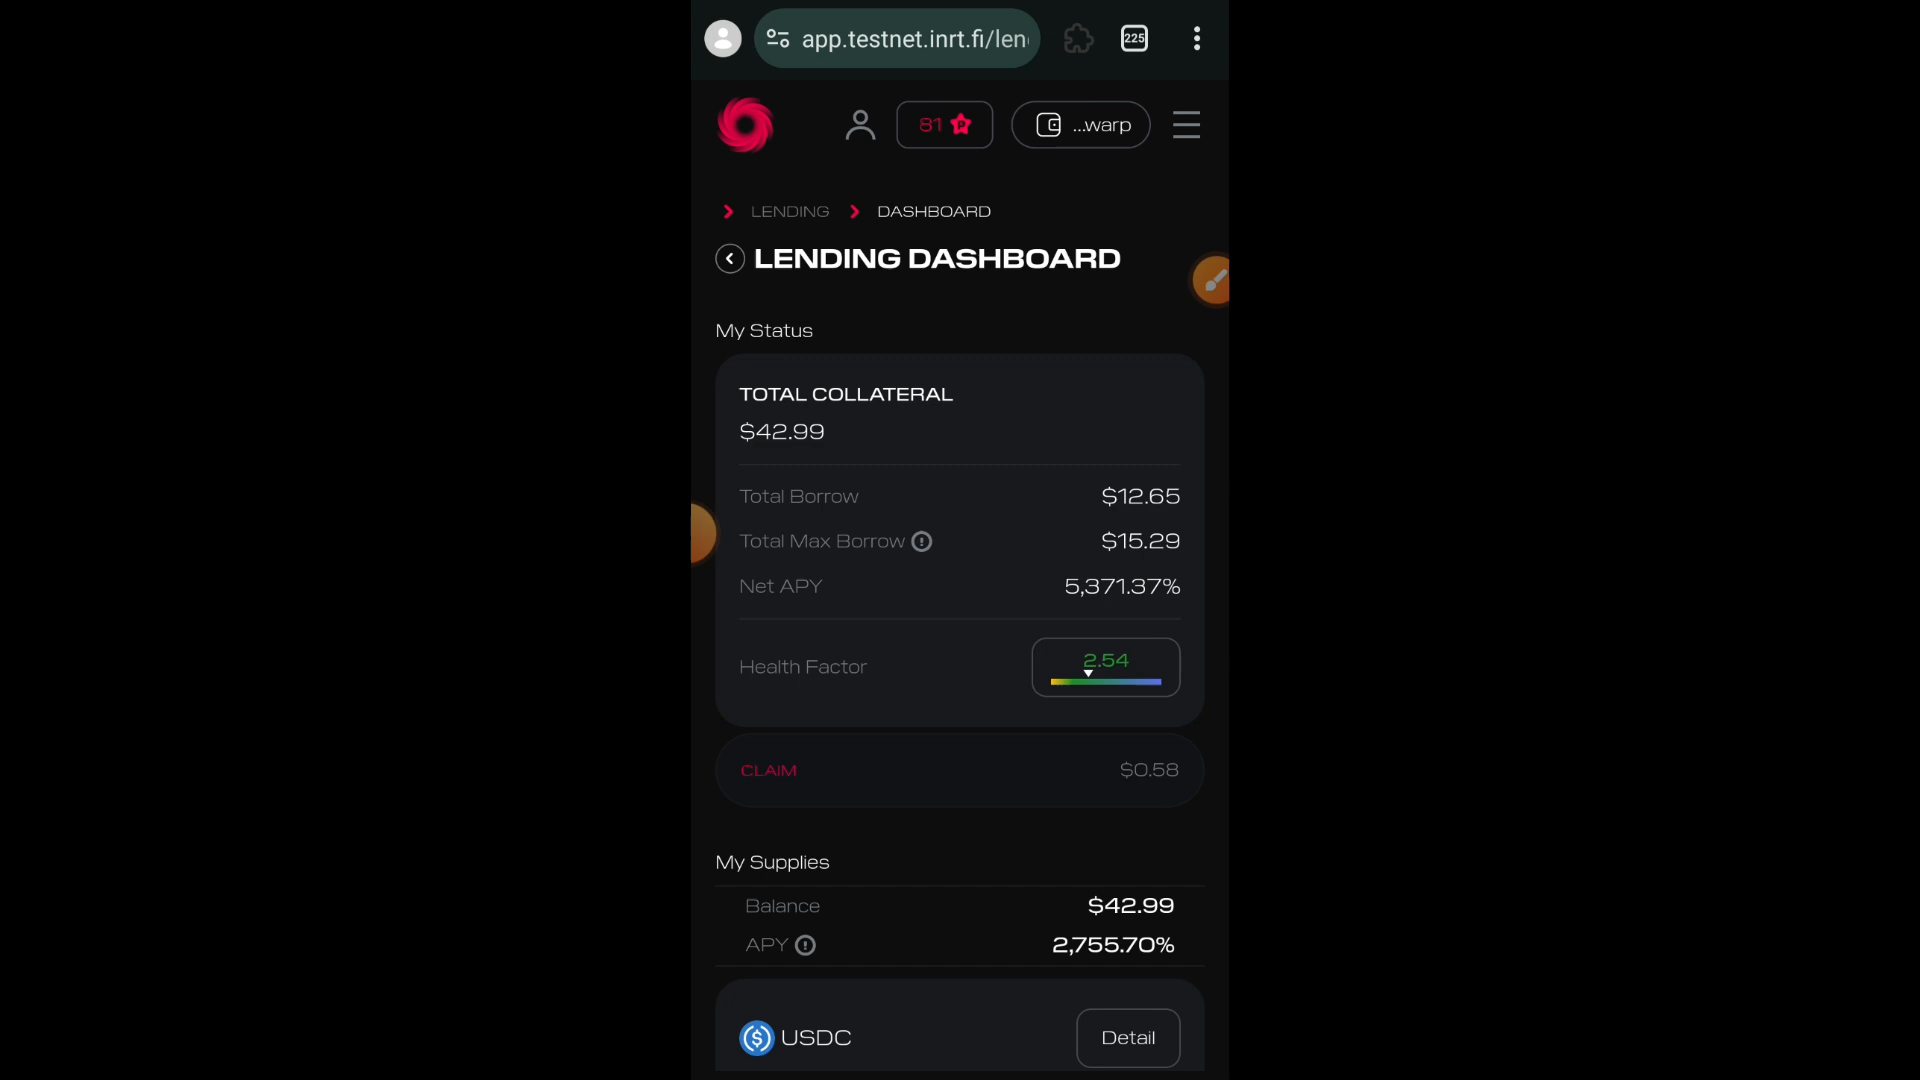 app.testnet.inrt.fi/len
225
81
...warp
LENDING DASHBOARD
LENDING DASHBOARD
My Status
TOTAL COLLATERAL
$42.99
Total Borrow $12.65
Total Max Borrow $15.29
Net APY 5,371.37%
Health Factor 2.54
CLAIM $0.58
My Supplies
Balance $42.99
APY 2,755.70%
USDC Detail